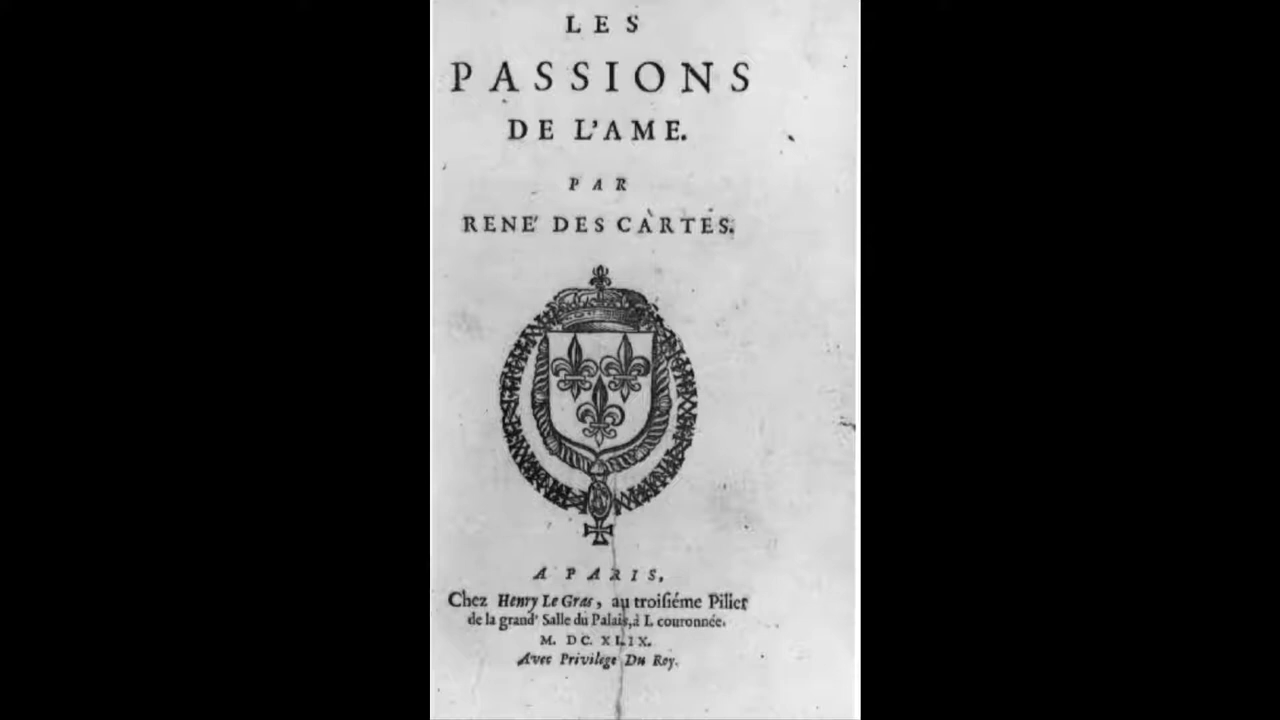 LES
PASSIONS
DE L'AME.
PAR
RENE' DES CARTES.
A PARIS,
Chez Henry Le Gras, au troisiéme Pilier
de la grand' Salle du Palais, à L couronnée.
M. DC. XLIX.
Avec Privilege Du Roy.